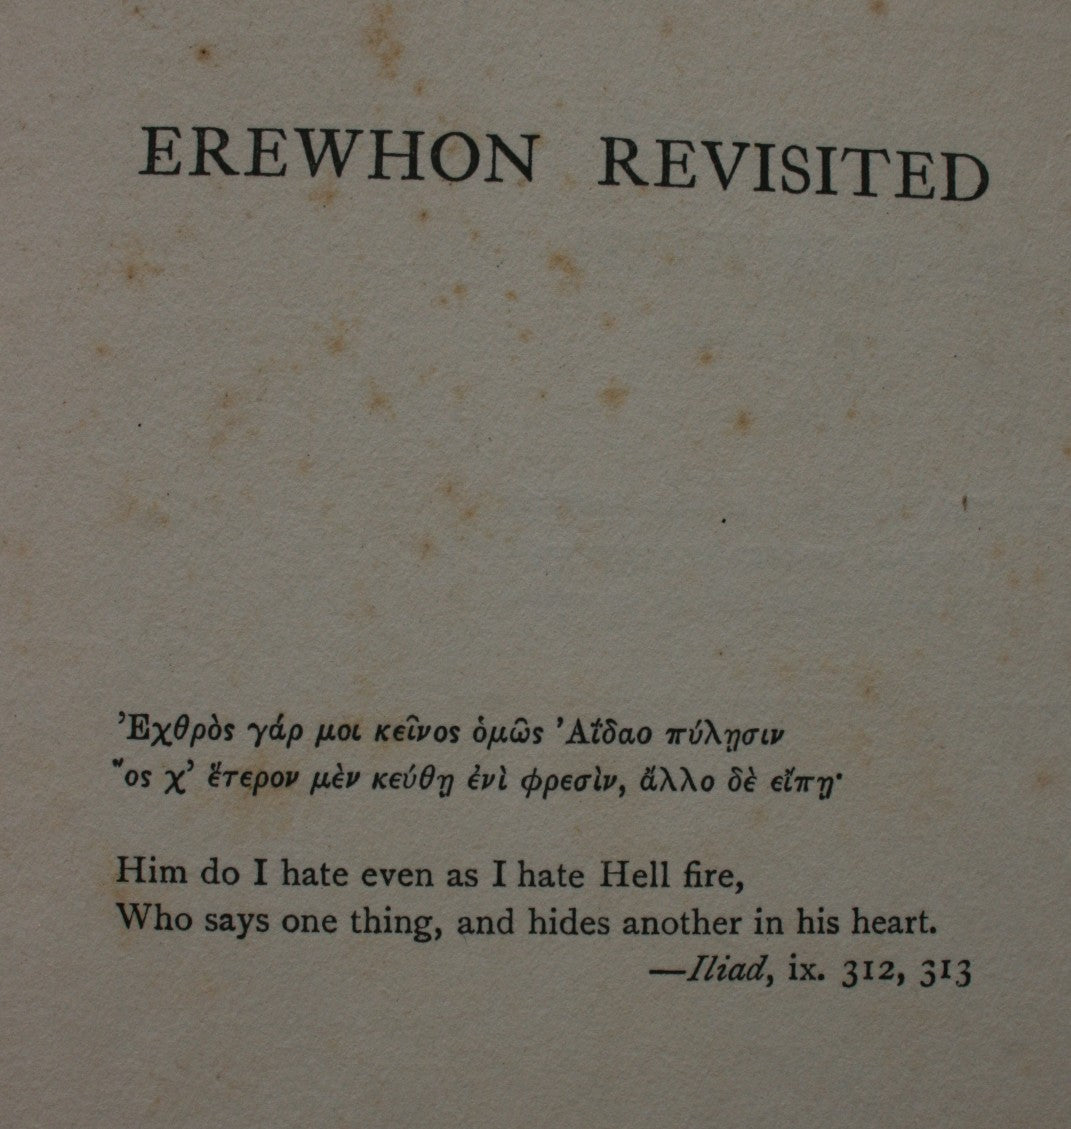 EREWHON REVISITED
Ἐχθρὸς γάρ μοι κεῖνος ὁμῶς Ἀΐδαο πύλῃσιν
Ὅς χ’ ἕτερον μὲν κεύθῃ ἐνὶ φρεσὶν, ἄλλο δὲ εἴπῃ·
Him do I hate even as I hate Hell fire,
Who says one thing, and hides another in his heart.
—Iliad, ix. 312, 313